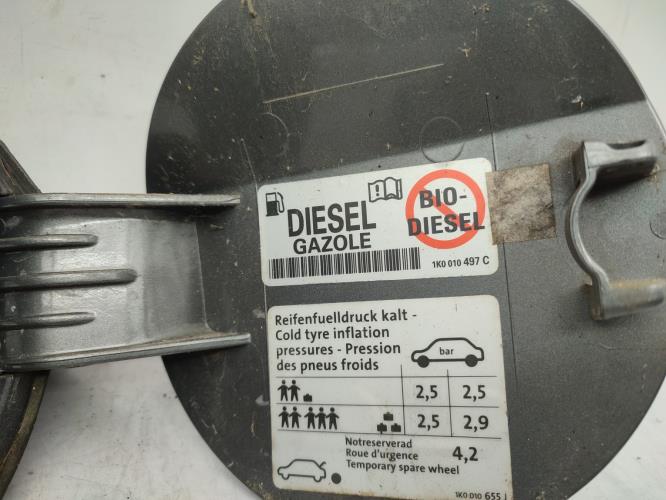 DIESEL
GAZOLE
BIO-
DIESEL
1K0 010 497 C
Reifenfuelldruck kalt -
Cold tyre inflation
pressures - Pression
des pneus froids
bar
2,5 2,5
2,5 2,9
Notreserverad
Roue d'urgence 4,2
Temporary spare wheel
1K0 010 655 J